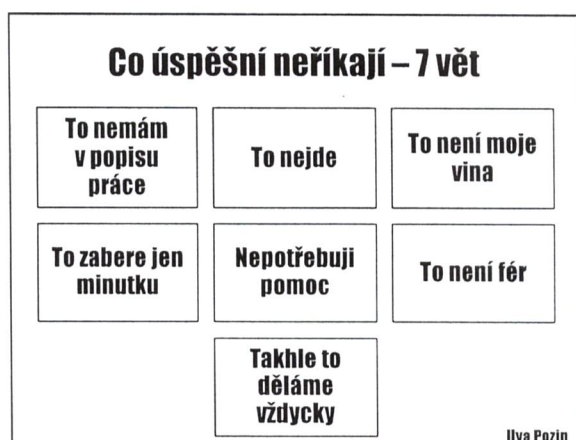 Co úspěšní neříkají – 7 vět
To nemám
v popisu
práce
To nejde
To není moje
vina
To zabere jen
minutku
Nepotřebuji
pomoc
To není fér
Takhle to
děláme
vždycky
Ilya Pozin